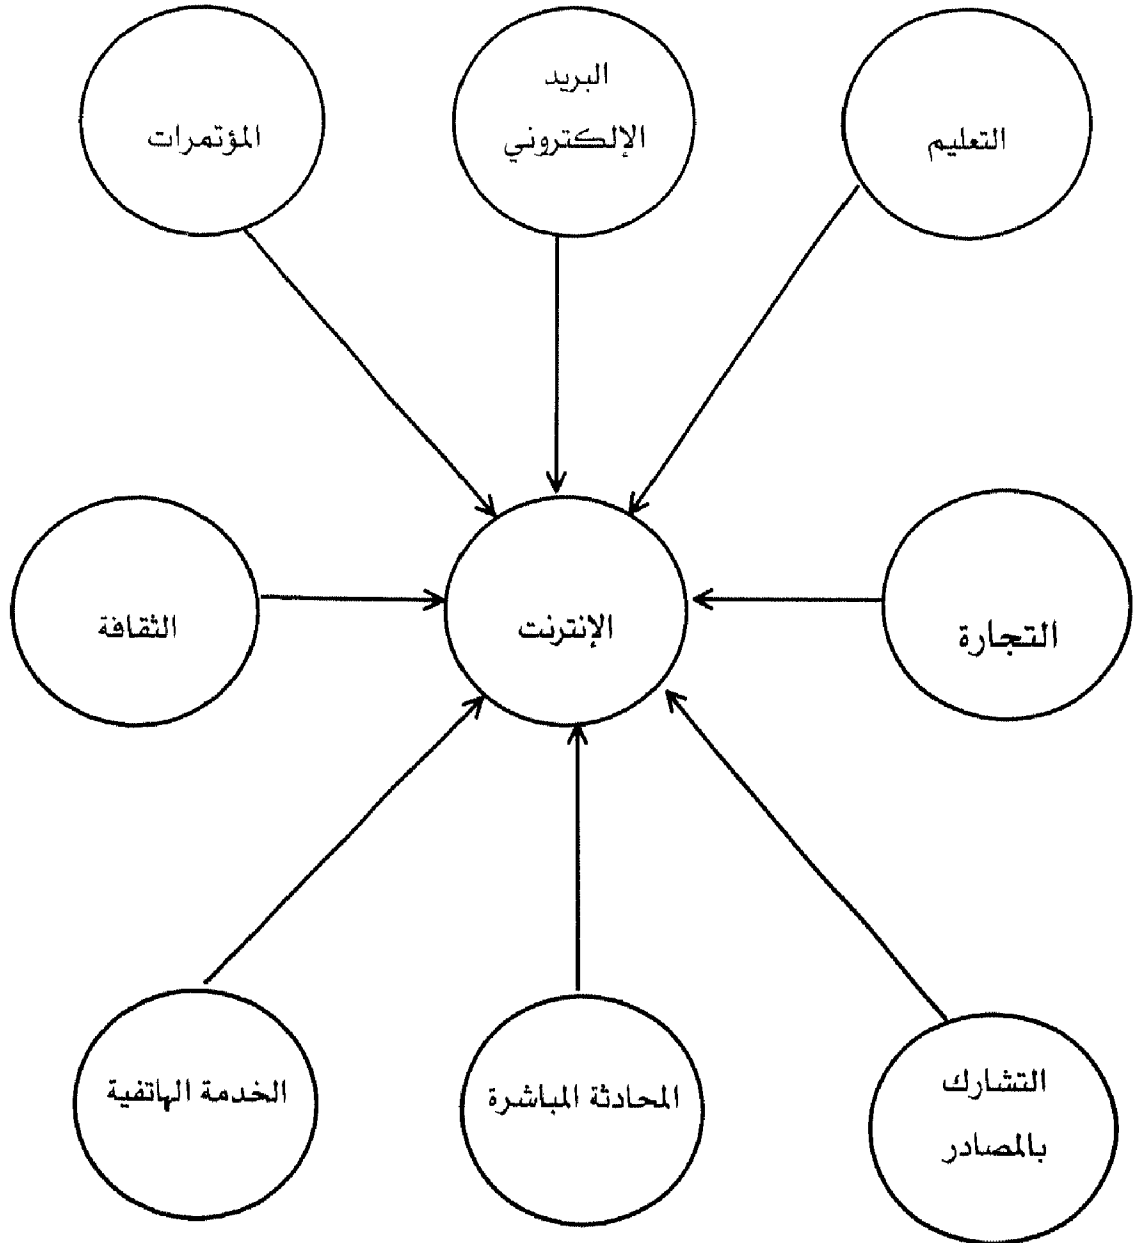 التعليم
البريد
الإلكتروني
المؤتمرات
التجارة
الإنترنت
الثقافة
التشارك
بالمصادر
المحادثة المباشرة
الخدمة الهاتفية